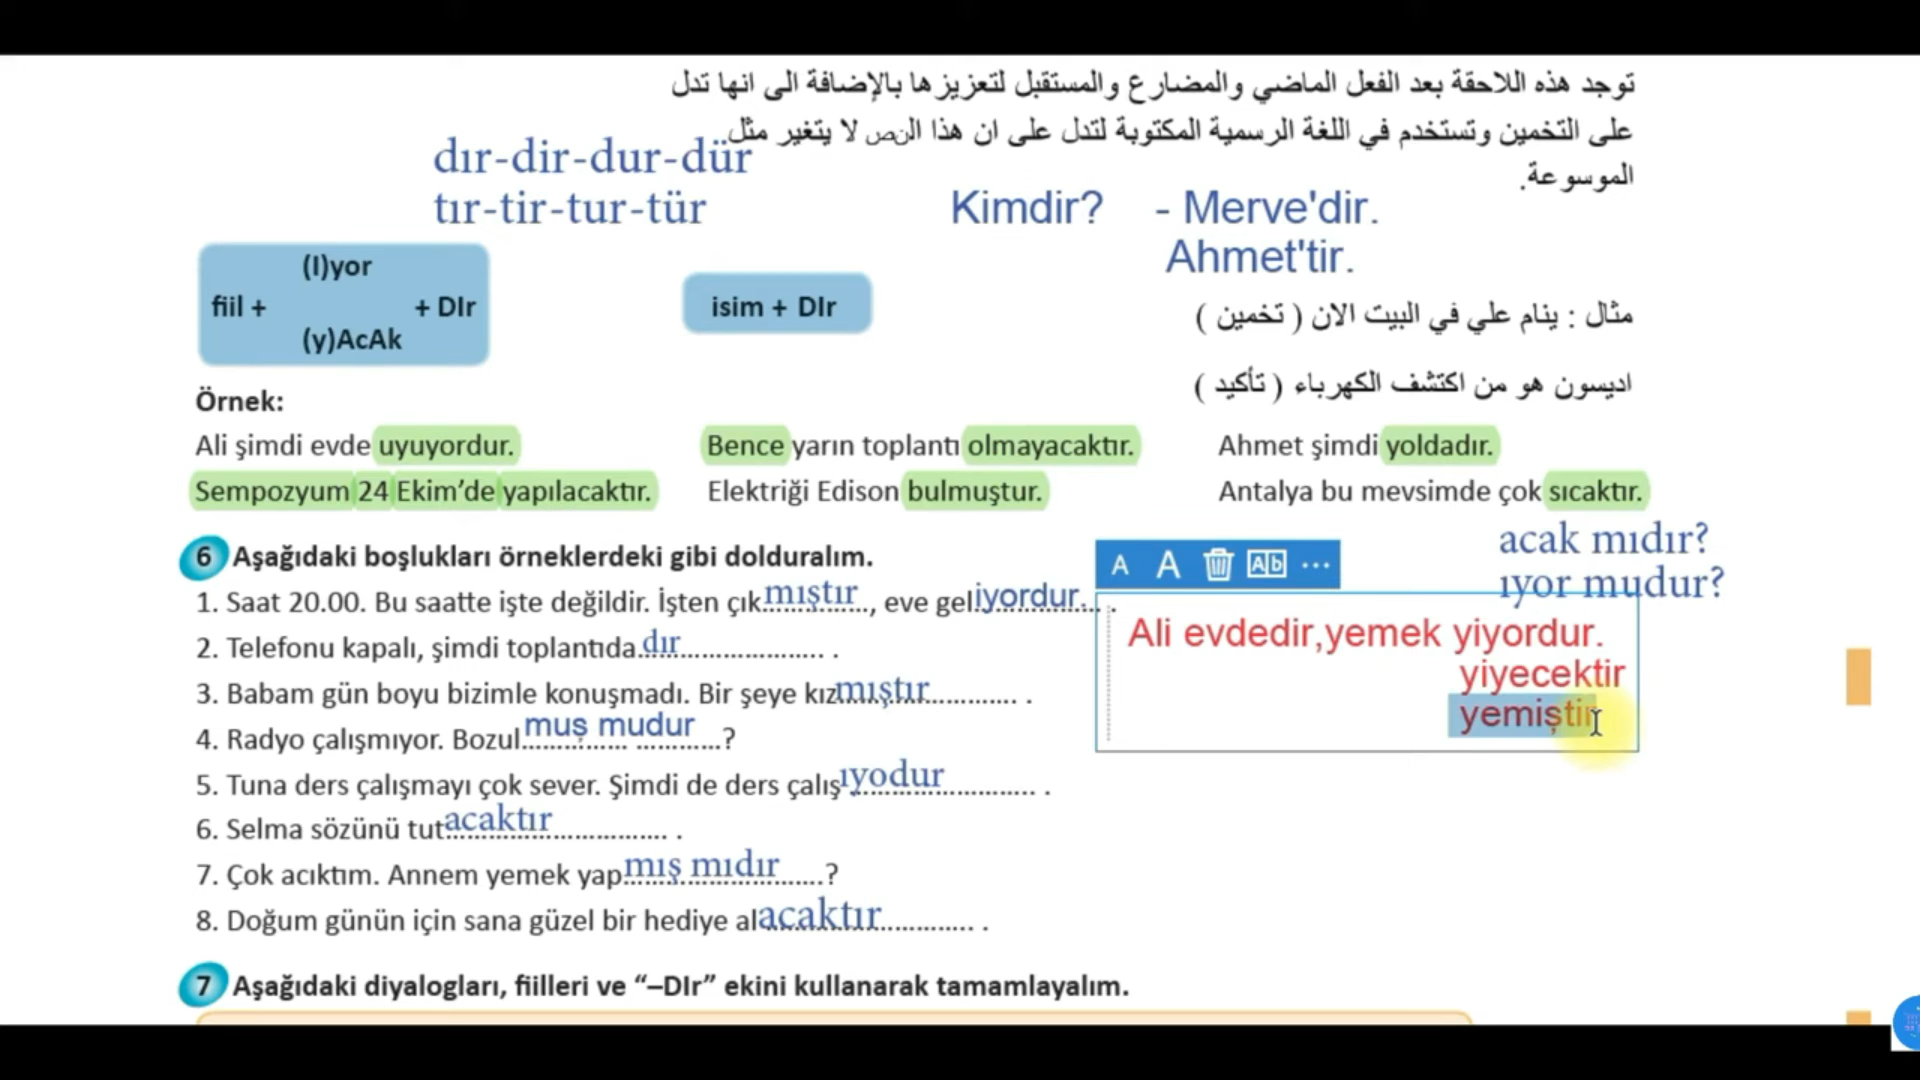 توجد هذه اللاحقة بعد الفعل الماضي والمضارع والمستقبل لتعزيزها بالإضافة الى انها تدل
على التخمين وتستخدم في اللغة الرسمية المكتوبة لتدل على ان هذا النص لا يتغير مثل
الموسوعة.
dır-dir-dur-dür
tır-tir-tur-tür
Kimdir? - Merve'dir.
Ahmet'tir.
(I)yor
fiil + + DIr
(y)AcAk
isim + DIr
مثال : ينام علي في البيت الان ( تخمين )
اديسون هو من اكتشف الكهرباء ( تأكيد )
Örnek:
Ali şimdi evde uyuyordur. Bence yarın toplantı olmayacaktır. Ahmet şimdi yoldadır.
Sempozyum 24 Ekim’de yapılacaktır. Elektriği Edison bulmuştur. Antalya bu mevsimde çok sıcaktır.
acak mıdır?
ıyor mudur?
6 Aşağıdaki boşlukları örneklerdeki gibi dolduralım.
A A Ab ...
1. Saat 20.00. Bu saatte işte değildir. İşten çıkmıştır, eve geliyordur. .
2. Telefonu kapalı, şimdi toplantıdadır .
3. Babam gün boyu bizimle konuşmadı. Bir şeye kızmıştır .
4. Radyo çalışmıyor. Bozulmuş mudur ?
5. Tuna ders çalışmayı çok sever. Şimdi de ders çalışıyodur .
6. Selma sözünü tutacaktır .
7. Çok acıktım. Annem yemek yapmış mıdır ?
8. Doğum günün için sana güzel bir hediye alacaktır .
Ali evdedir,yemek yiyordur.
yiyecektir
yemiştir
7 Aşağıdaki diyalogları, fiilleri ve “–DIr” ekini kullanarak tamamlayalım.